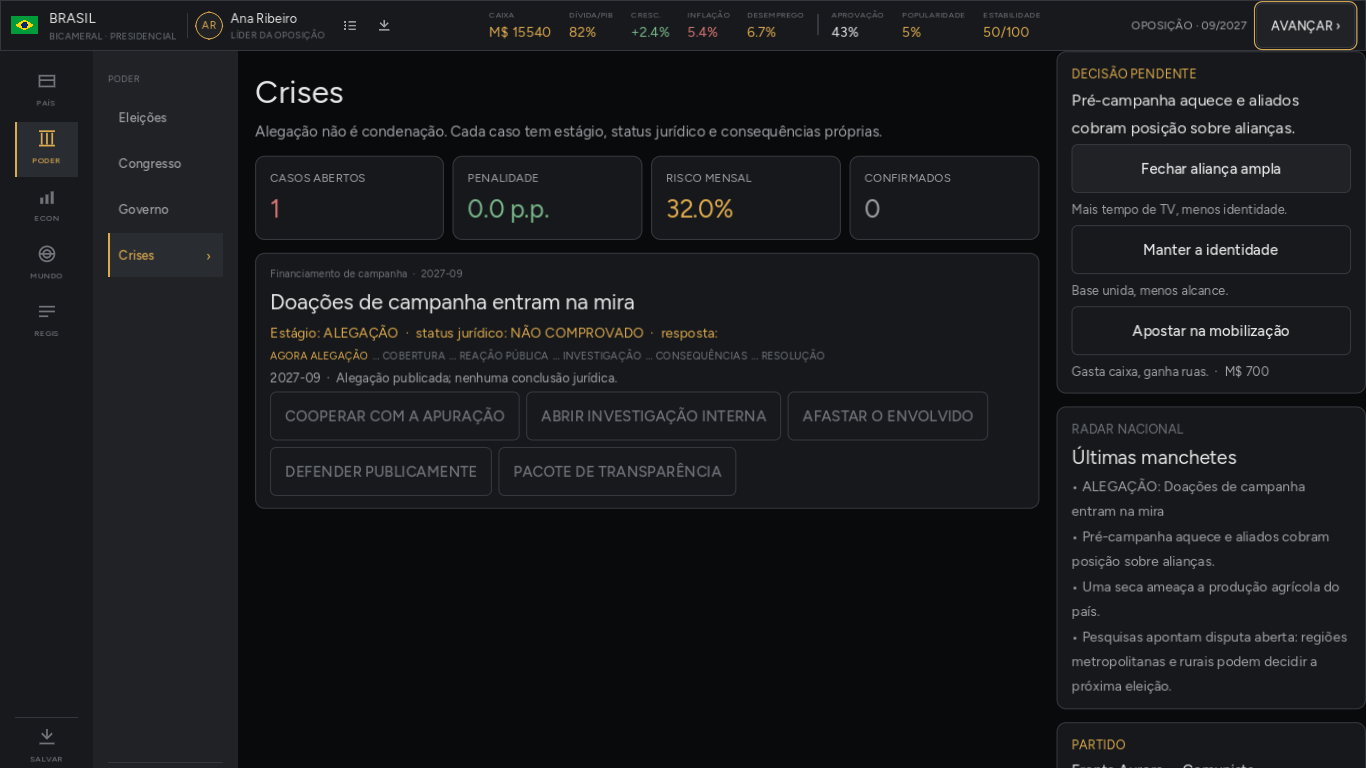 BRASIL
BICAMERAL · PRESIDENCIAL
AR
Ana Ribeiro
LÍDER DA OPOSIÇÃO
CAIXA
M$ 15540
DÍVIDA/PIB
82%
CRESC.
+2.4%
INFLAÇÃO
5.4%
DESEMPREGO
6.7%
APROVAÇÃO
43%
POPULARIDADE
5%
ESTABILIDADE
50/100
OPOSIÇÃO · 09/2027
AVANÇAR ›
PAÍS
PODER
ECON
MUNDO
REGIS
SALVAR
PODER
Eleições
Congresso
Governo
Crises ›
Crises
Alegação não é condenação. Cada caso tem estágio, status jurídico e consequências próprias.
CASOS ABERTOS
1
PENALIDADE
0.0 p.p.
RISCO MENSAL
32.0%
CONFIRMADOS
0
Financiamento de campanha · 2027-09
Doações de campanha entram na mira
Estágio: ALEGAÇÃO · status jurídico: NÃO COMPROVADO · resposta:
AGORA ALEGAÇÃO ... COBERTURA ... REAÇÃO PÚBLICA ... INVESTIGAÇÃO ... CONSEQUÊNCIAS ... RESOLUÇÃO
2027-09 · Alegação publicada; nenhuma conclusão jurídica.
COOPERAR COM A APURAÇÃO
ABRIR INVESTIGAÇÃO INTERNA
AFASTAR O ENVOLVIDO
DEFENDER PUBLICAMENTE
PACOTE DE TRANSPARÊNCIA
DECISÃO PENDENTE
Pré-campanha aquece e aliados
cobram posição sobre alianças.
Fechar aliança ampla
Mais tempo de TV, menos identidade.
Manter a identidade
Base unida, menos alcance.
Apostar na mobilização
Gasta caixa, ganha ruas. · M$ 700
RADAR NACIONAL
Últimas manchetes
• ALEGAÇÃO: Doações de campanha
entram na mira
• Pré-campanha aquece e aliados cobram
posição sobre alianças.
• Uma seca ameaça a produção agrícola do
país.
• Pesquisas apontam disputa aberta: regiões
metropolitanas e rurais podem decidir a
próxima eleição.
PARTIDO